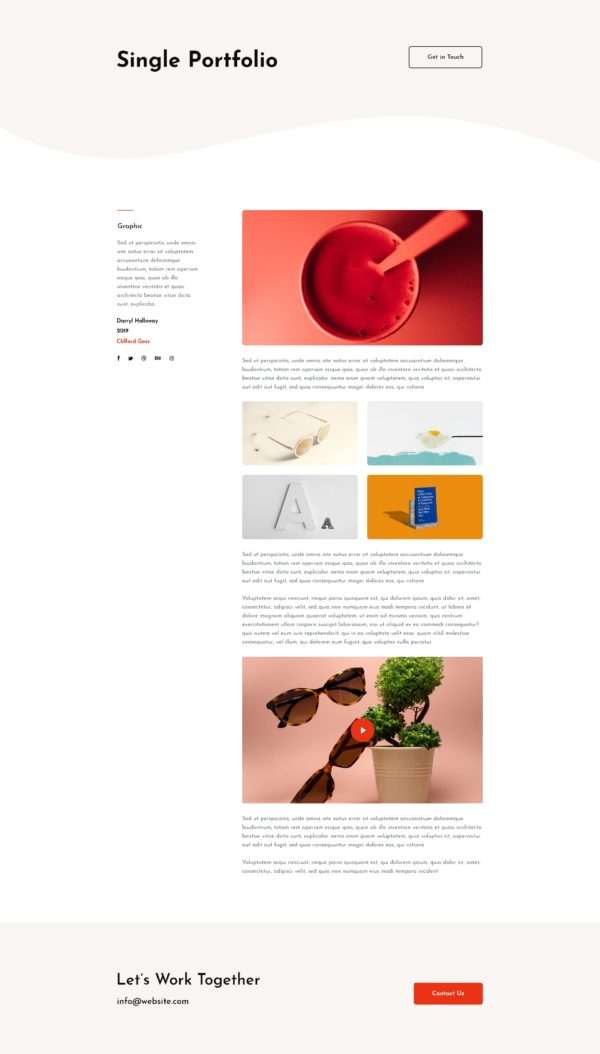 Single Portfolio
Get in Touch
Graphic
Sed ut perspiciatis, unde omnis
iste natus error sit voluptatem
accusantium doloremque
laudantium, totam rem aperiam
eaque ipsa, quae ab illo
inventore veritatis et quasi
architecto beatae vitae dicta
sunt, explicabo.
Darryl Holloway
2019
Clifford Goss
Sed ut perspiciatis, unde omnis iste natus error sit voluptatem accusantium doloremque
laudantium, totam rem aperiam eaque ipsa, quae ab illo inventore veritatis et quasi architecto
beatae vitae dicta sunt, explicabo. nemo enim ipsam voluptatem, quia voluptas sit, aspernatur
aut odit aut fugit, sed quia consequuntur magni dolores eos, qui ratione
A
A
Sed ut perspiciatis, unde omnis iste natus error sit voluptatem accusantium doloremque
laudantium, totam rem aperiam eaque ipsa, quae ab illo inventore veritatis et quasi architecto
beatae vitae dicta sunt, explicabo. nemo enim ipsam voluptatem, quia voluptas sit, aspernatur
aut odit aut fugit, sed quia consequuntur magni dolores eos, qui ratione
Voluptatem sequi nesciunt, neque porro quisquam est, qui dolorem ipsum, quia dolor sit, amet,
consectetur, adipisci velit, sed quia non numquam eius modi tempora incidunt, ut labore et
dolore magnam aliquam quaerat voluptatem. ut enim ad minima veniam, quis nostrum
exercitationem ullam corporis suscipit laboriosam, nisi ut aliquid ex ea commodi consequatur?
quis autem vel eum iure reprehenderit, qui in ea voluptate velit esse, quam nihil molestiae
consequatur, vel illum, qui dolorem eum fugiat, quo voluptas nulla pariatur.
Sed ut perspiciatis, unde omnis iste natus error sit voluptatem accusantium doloremque
laudantium, totam rem aperiam eaque ipsa, quae ab illo inventore veritatis et quasi architecto
beatae vitae dicta sunt, explicabo. nemo enim ipsam voluptatem, quia voluptas sit, aspernatur
aut odit aut fugit, sed quia consequuntur magni dolores eos, qui ratione
Voluptatem sequi nesciunt, neque porro quisquam est, qui dolorem ipsum, quia dolor sit, amet,
consectetur, adipisci velit, sed quia non numquam eius modi tempora incident
Let's Work Together
info@website.com
Contact Us